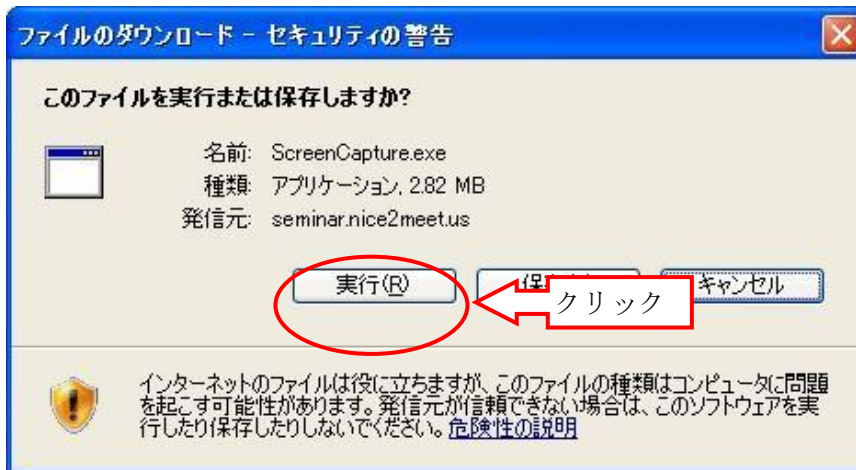 ファイルのダウンロード - セキュリティの警告
このファイルを実行または保存しますか?
名前: ScreenCapture.exe
種類: アプリケーション, 2.82 MB
発信元: seminar.nice2meet.us
実行(R)
キャンセル
クリック
インターネットのファイルは役に立ちますが、このファイルの種類はコンピュータに問題
を起こす可能性があります。発信元が信頼できない場合は、このソフトウェアを実
行したり保存したりしないでください。危険性の説明